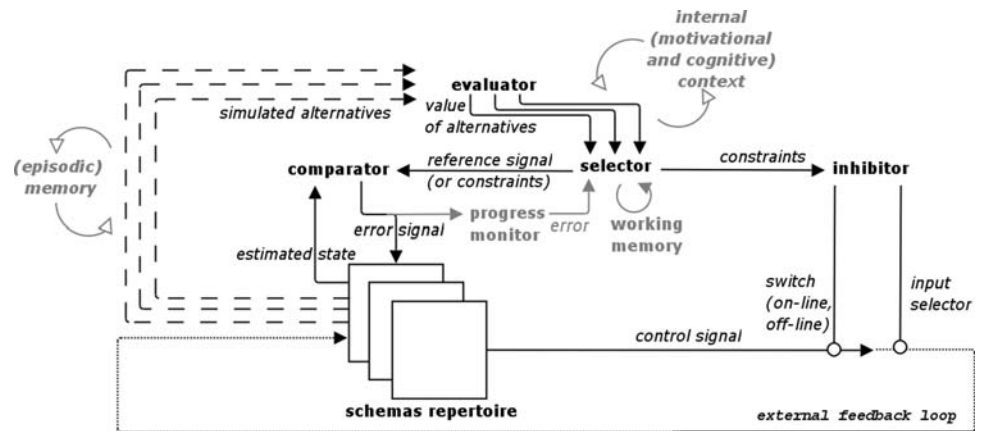 internal
(motivational
and cognitive)
context
evaluator
simulated alternatives
value
of alternatives
(episodic)
memory
comparator
reference signal
(or constraints)
selector
constraints
inhibitor
progress
monitor
error
working
memory
error signal
estimated state
switch
(on-line,
off-line)
input
selector
control signal
schemas repertoire
external feedback loop